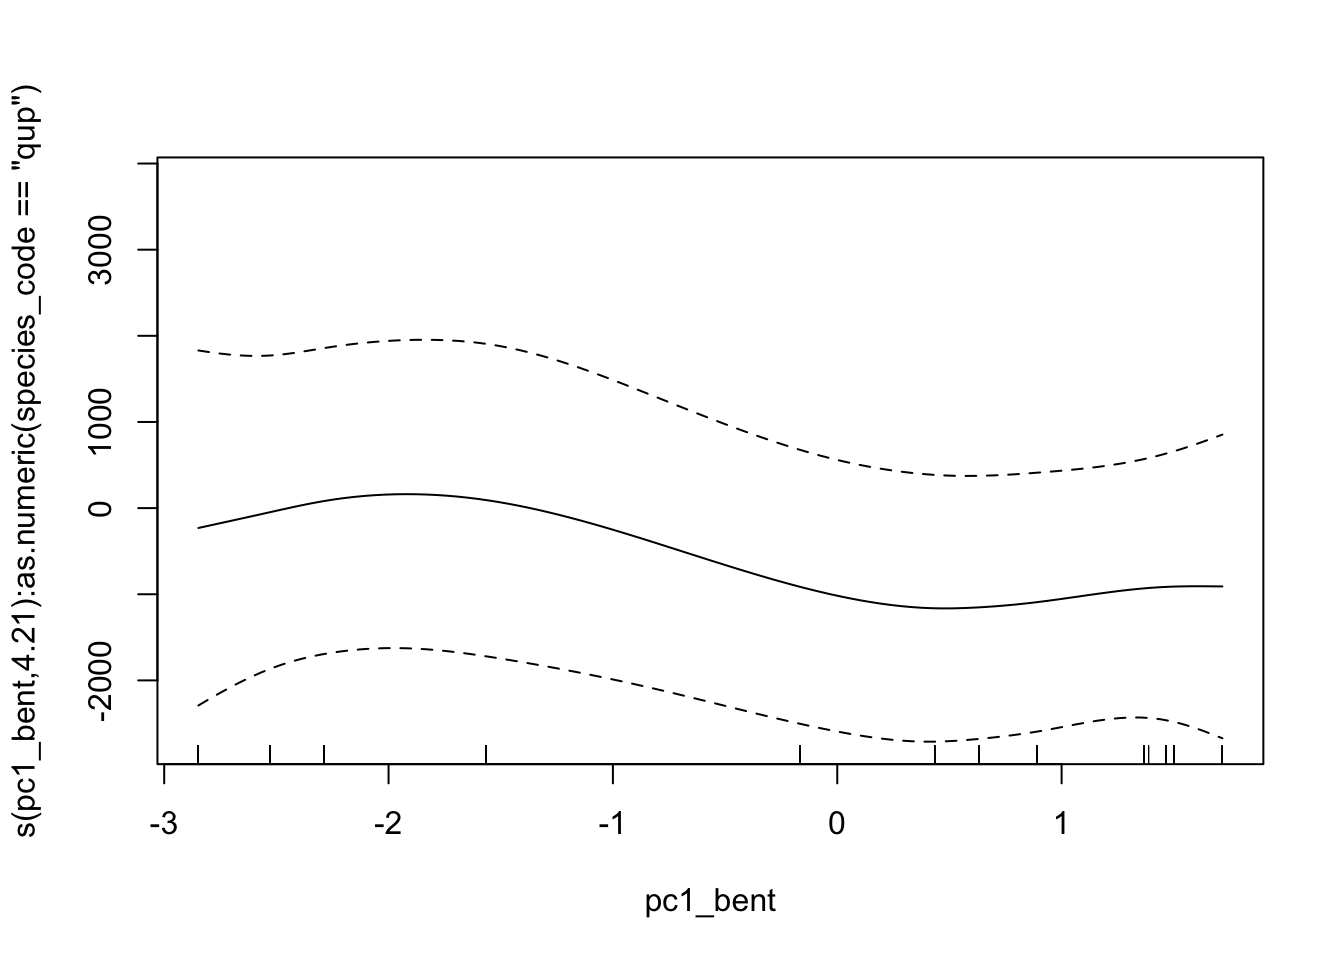 s(pc1_bent,4.21):as.numeric(species_code == "qup")
3000
1000
0
-2000
-3 -2 -1 0 1
pc1_bent